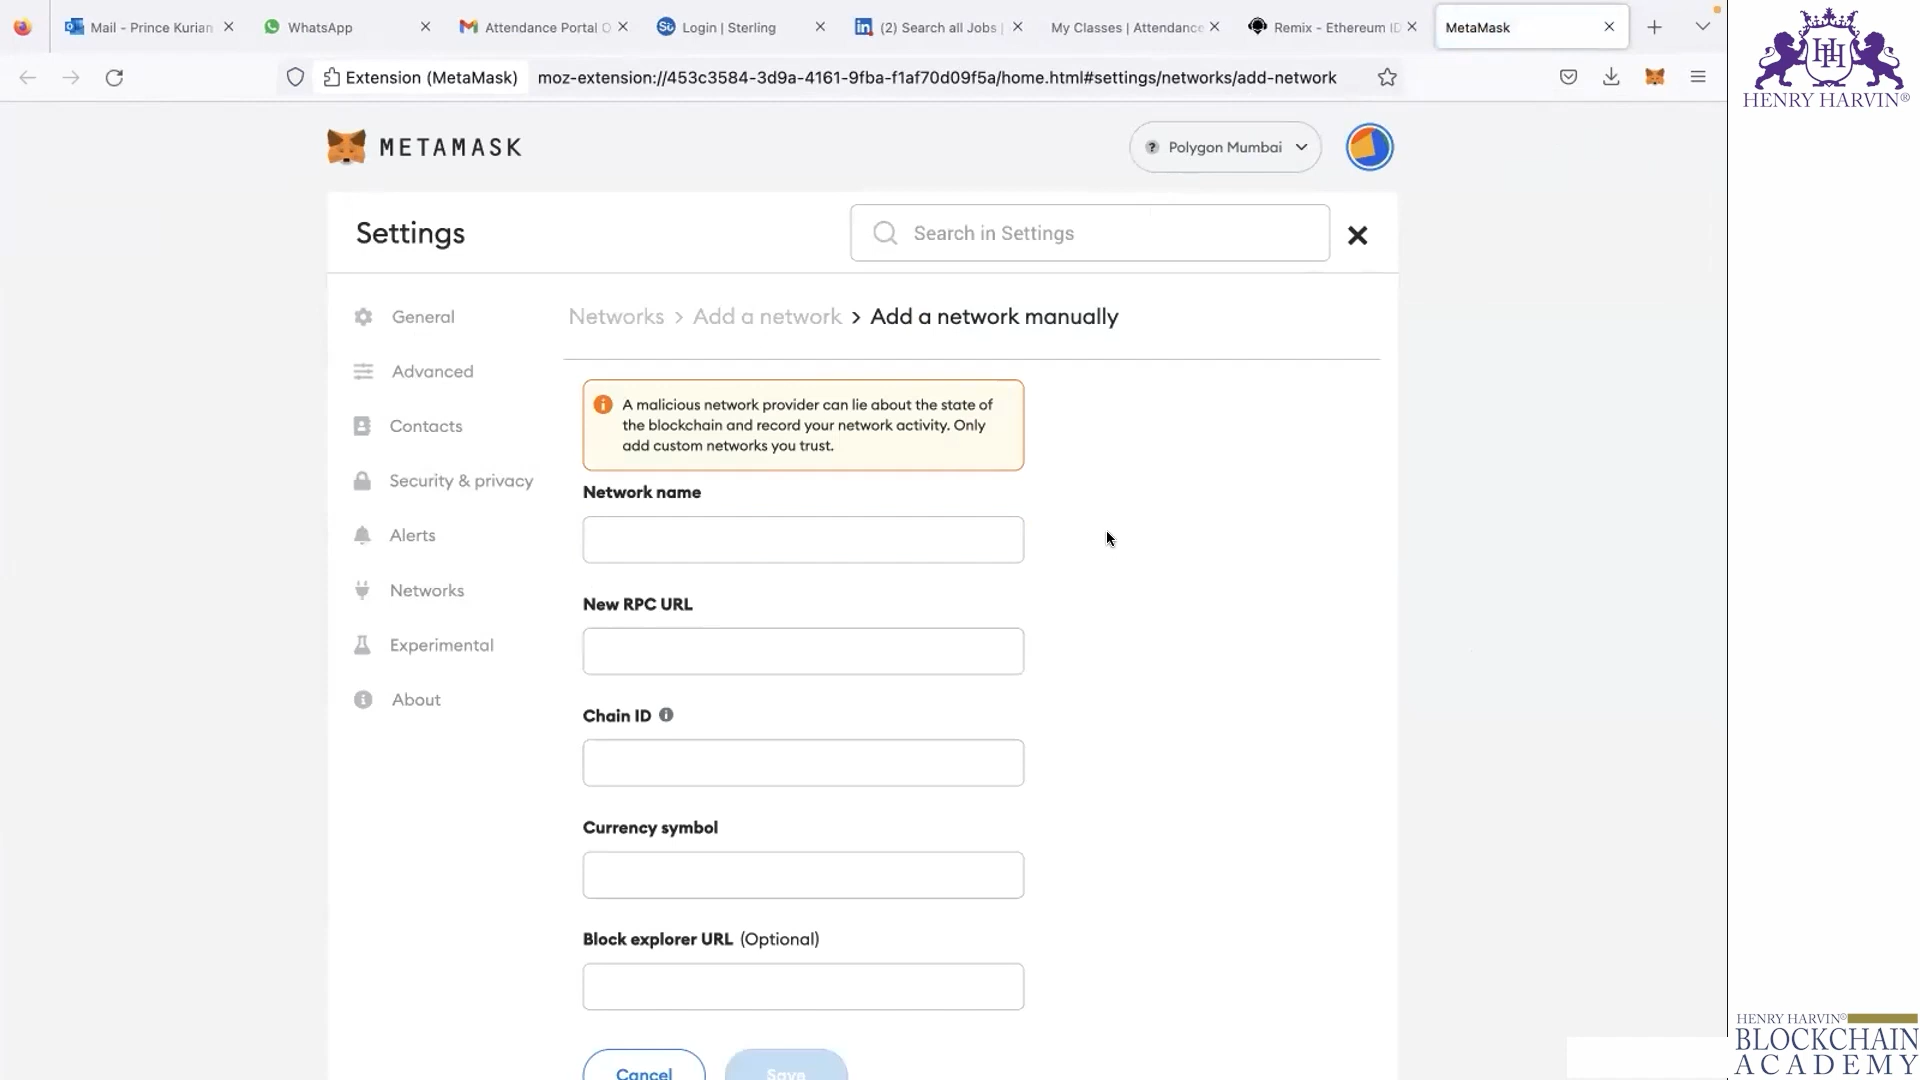 Mail - Prince Kurian
WhatsApp
Attendance Portal O
Login | Sterling
(2) Search all Jobs |
My Classes | Attendance
Remix - Ethereum ID
MetaMask
Extension (MetaMask)
moz-extension://453c3584-3d9a-4161-9fba-f1af70d09f5a/home.html#settings/networks/add-network
HENRY HARVIN®
METAMASK
Polygon Mumbai
Settings
Search in Settings
General
Advanced
Contacts
Security & privacy
Alerts
Networks
Experimental
About
Networks > Add a network > Add a network manually
A malicious network provider can lie about the state of
the blockchain and record your network activity. Only
add custom networks you trust.
Network name
New RPC URL
Chain ID
Currency symbol
Block explorer URL (Optional)
Cancel
Save
HENRY HARVIN®
BLOCKCHAIN
ACADEMY